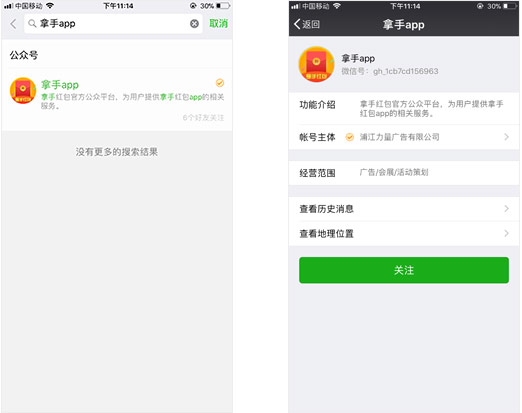 中国移动 下午11:14 30%
拿手app 取消
公众号
拿手app
拿手红包官方公众平台，为用户提供拿手红包app的相关
服务。
6个好友关注
没有更多的搜索结果
中国移动 下午11:14 30%
返回 拿手app
拿手app
微信号：gh_1cb7cd156963
功能介绍 拿手红包官方公众平台，为用户提供拿手
红包app的相关服务。
帐号主体 浦江力量广告有限公司
经营范围 广告/会展/活动策划
查看历史消息
查看地理位置
关注